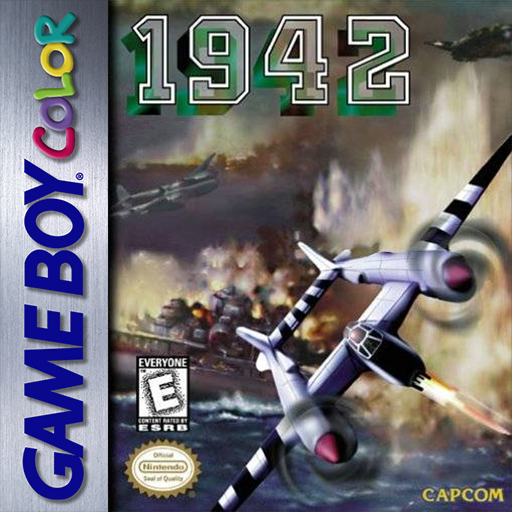 1942
GAME BOY COLOR
EVERYONE
E
CONTENT RATED BY
ESRB
Official
Nintendo
Seal of Quality
CAPCOM